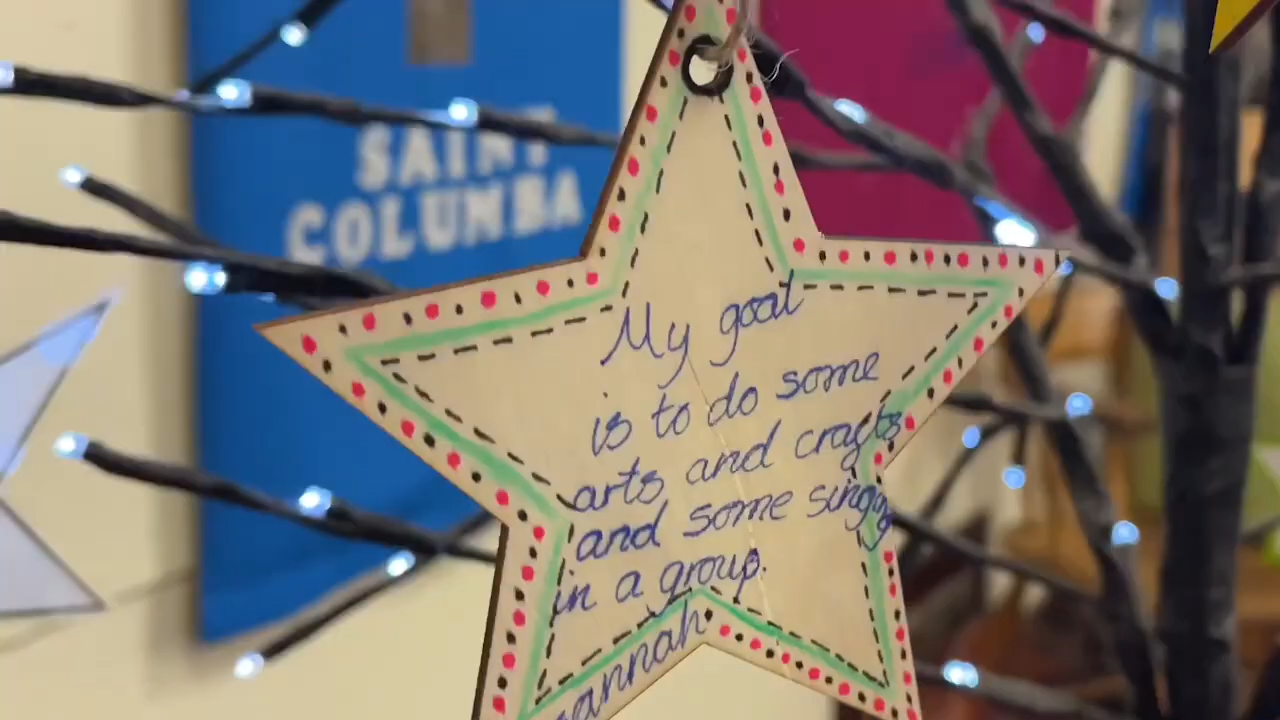 SAINT
COLUMBA
My goal
is to do some
arts and crafts
and some singing
in a group.